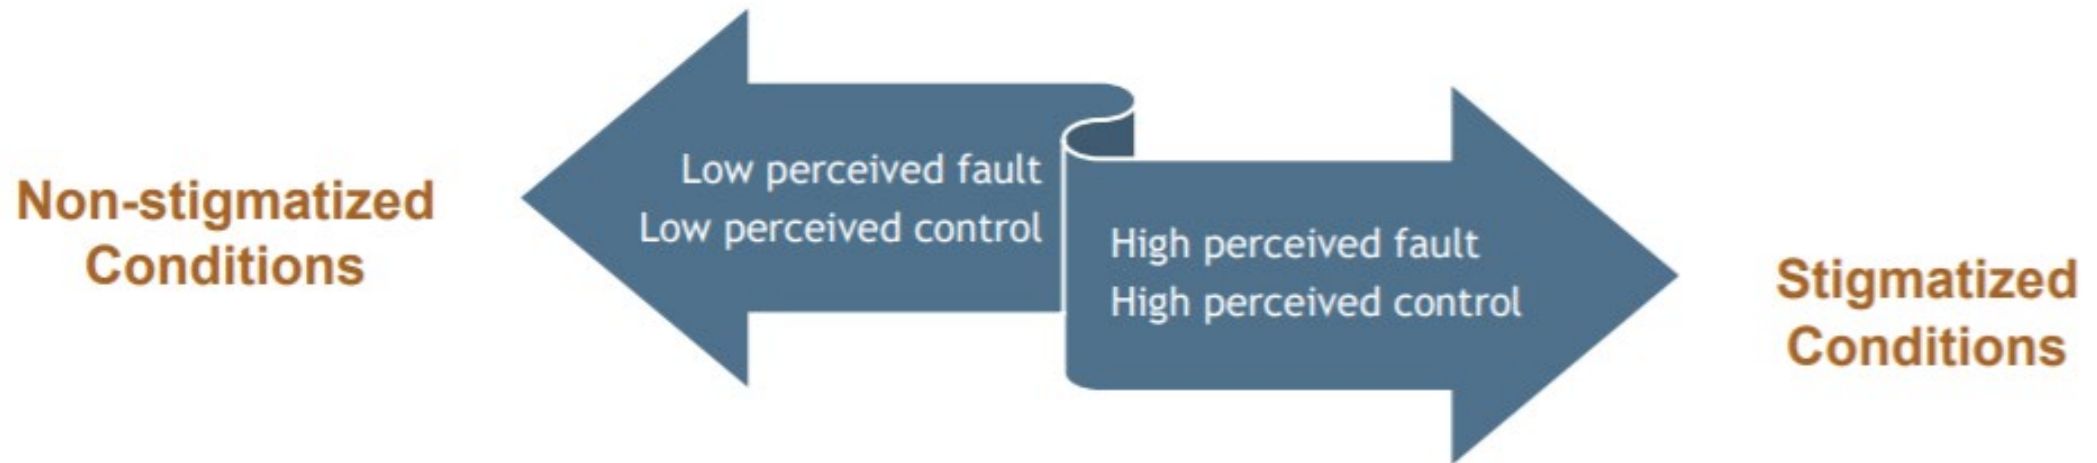 Non-stigmatized
Conditions
Low perceived fault
Low perceived control
High perceived fault
High perceived control
Stigmatized
Conditions